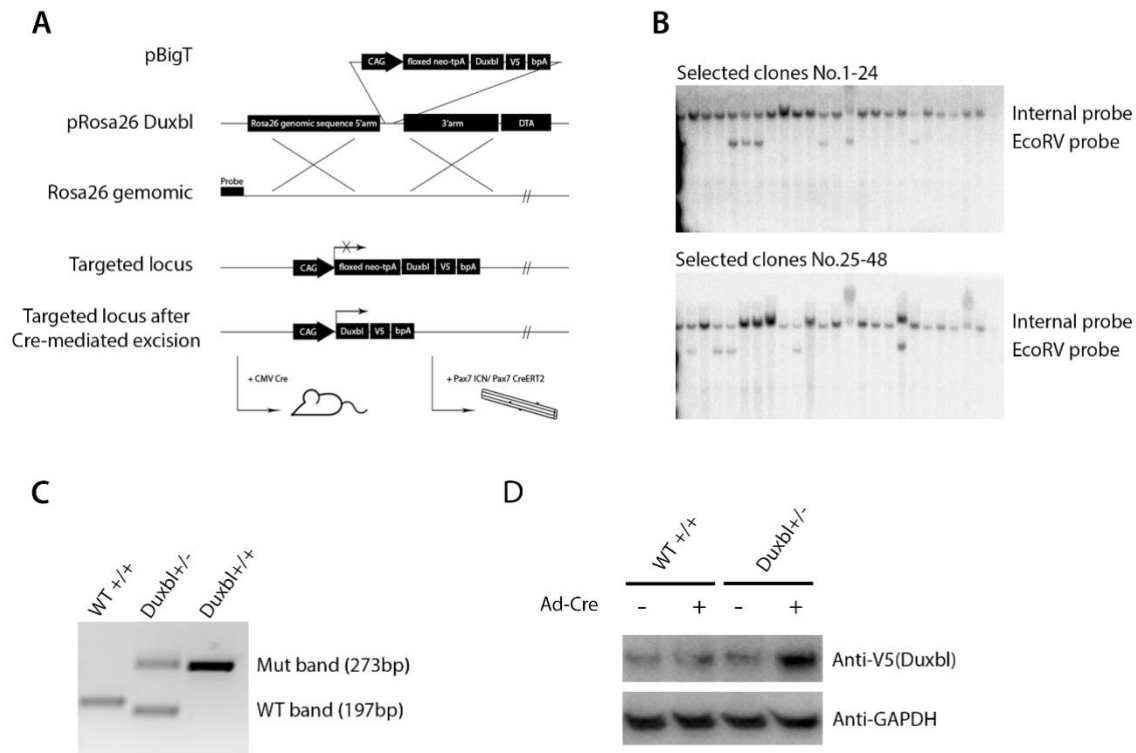 A
pBigT
CAG floxed neo-tpA Duxbl V5 bpA
pRosa26 Duxbl
Rosa26 genomic sequence 5'arm 3'arm DTA
Probe
Rosa26 gemomic
//
Targeted locus
CAG floxed neo-tpA Duxbl V5 bpA
//
Targeted locus after
Cre-mediated excision
CAG Duxbl V5 bpA
//
+ CMV Cre
+ Pax7 ICN/ Pax7 CreERT2
B
Selected clones No.1-24
Internal probe
EcoRV probe
Selected clones No.25-48
Internal probe
EcoRV probe
C
WT +/+ Duxbl+/- Duxbl+/+
Mut band (273bp)
WT band (197bp)
D
WT +/+ Duxbl+/-
Ad-Cre - + - +
Anti-V5(Duxbl)
Anti-GAPDH